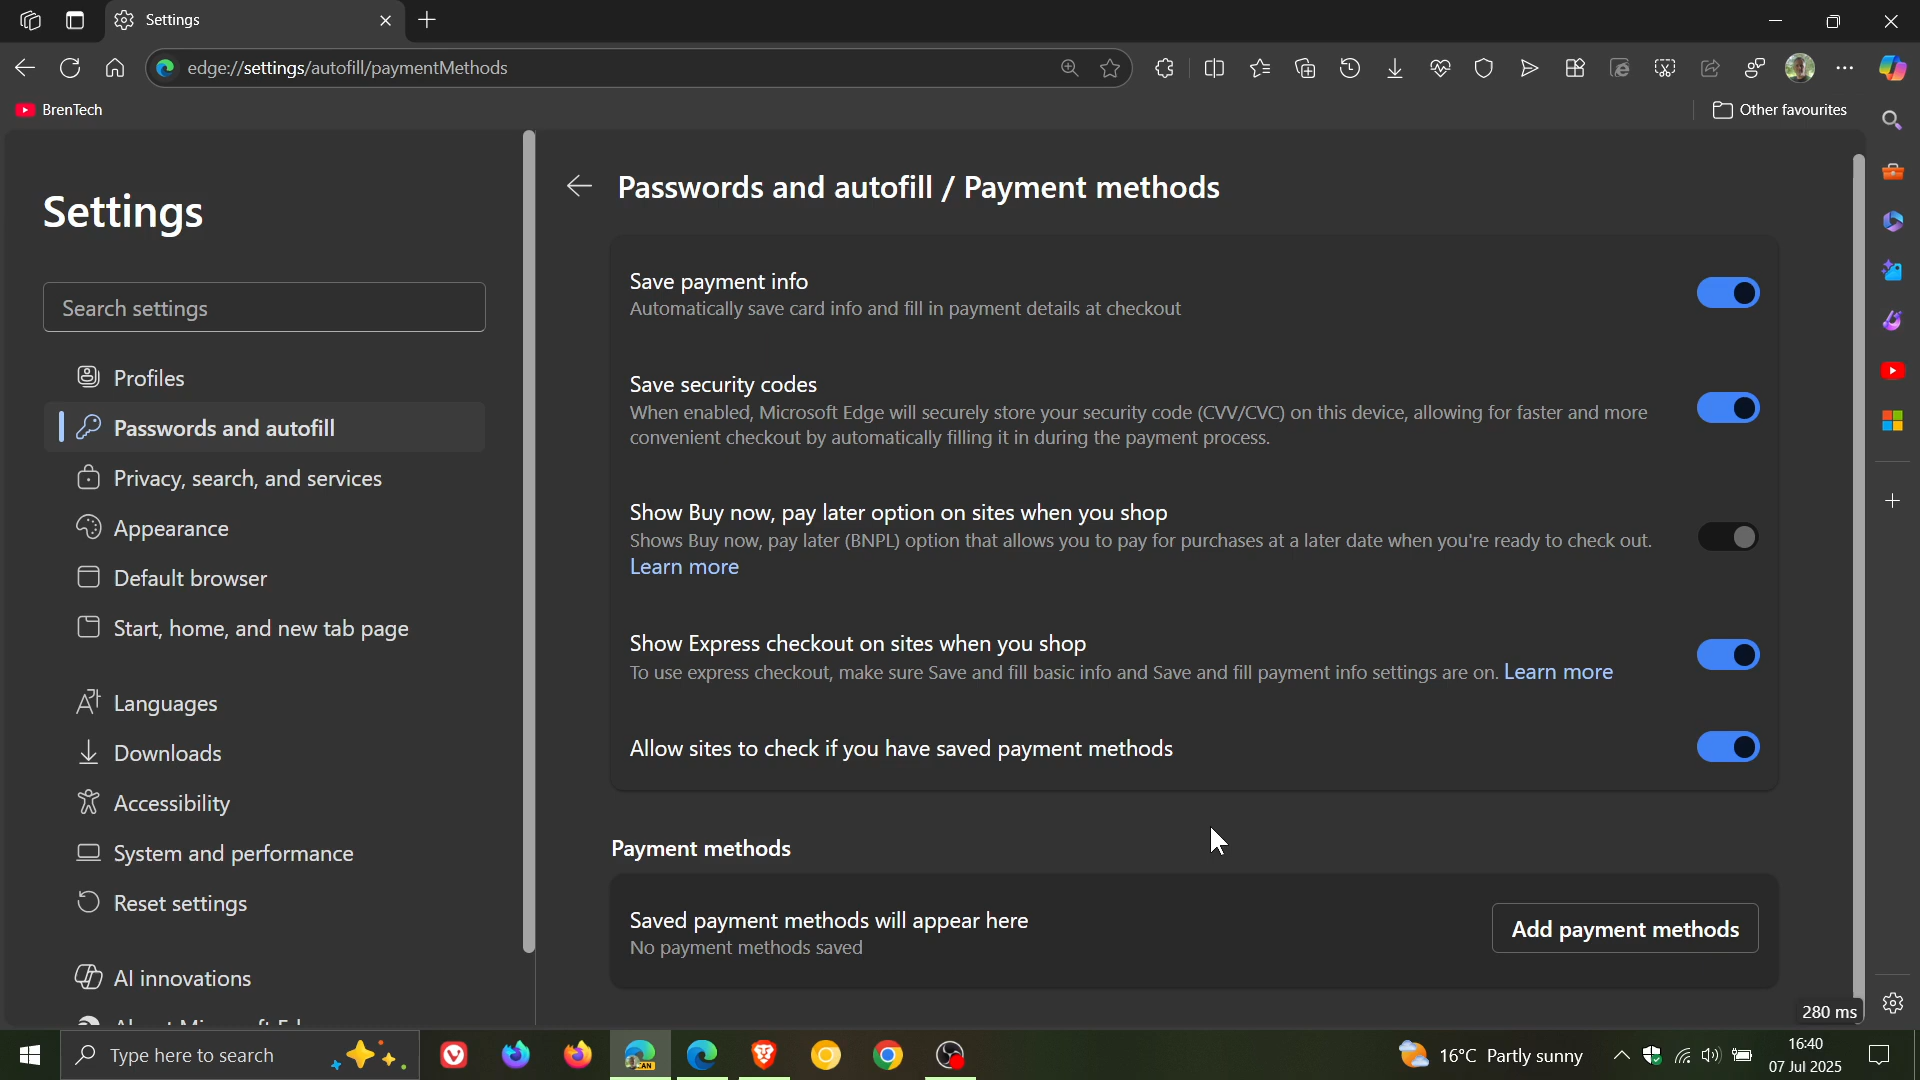 Settings
edge://settings/autofill/paymentMethods
BrenTech
Other favourites
Settings
Search settings
Profiles
Passwords and autofill
Privacy, search, and services
Appearance
Default browser
Start, home, and new tab page
Languages
Downloads
Accessibility
System and performance
Reset settings
AI innovations
Passwords and autofill / Payment methods
Save payment info
Automatically save card info and fill in payment details at checkout
Save security codes
When enabled, Microsoft Edge will securely store your security code (CVV/CVC) on this device, allowing for faster and more
convenient checkout by automatically filling it in during the payment process.
Show Buy now, pay later option on sites when you shop
Shows Buy now, pay later (BNPL) option that allows you to pay for purchases at a later date when you're ready to check out.
Learn more
Show Express checkout on sites when you shop
To use express checkout, make sure Save and fill basic info and Save and fill payment info settings are on. Learn more
Allow sites to check if you have saved payment methods
Payment methods
Saved payment methods will appear here
No payment methods saved
Add payment methods
280 ms
Type here to search
CAN
16°C Partly sunny
16:40
07 Jul 2025